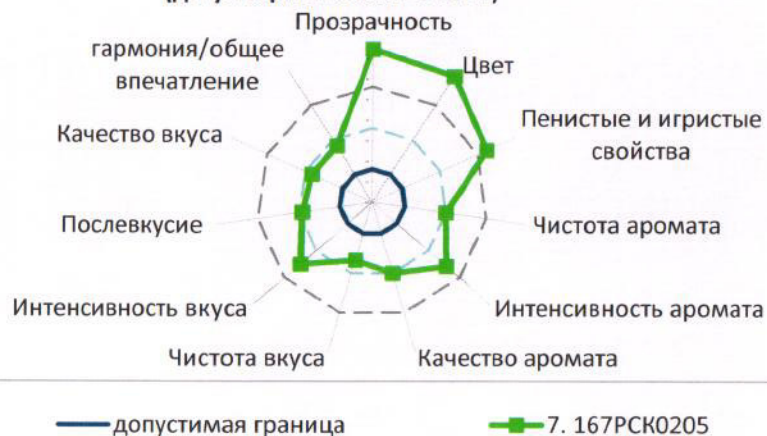 Прозрачность
гармония/общее
впечатление
Цвет
Пенистые и игристые
свойства
Качество вкуса
Послевкусие
Чистота аромата
Интенсивность вкуса
Интенсивность аромата
Чистота вкуса
Качество аромата
допустимая граница
7. 167РСК0205